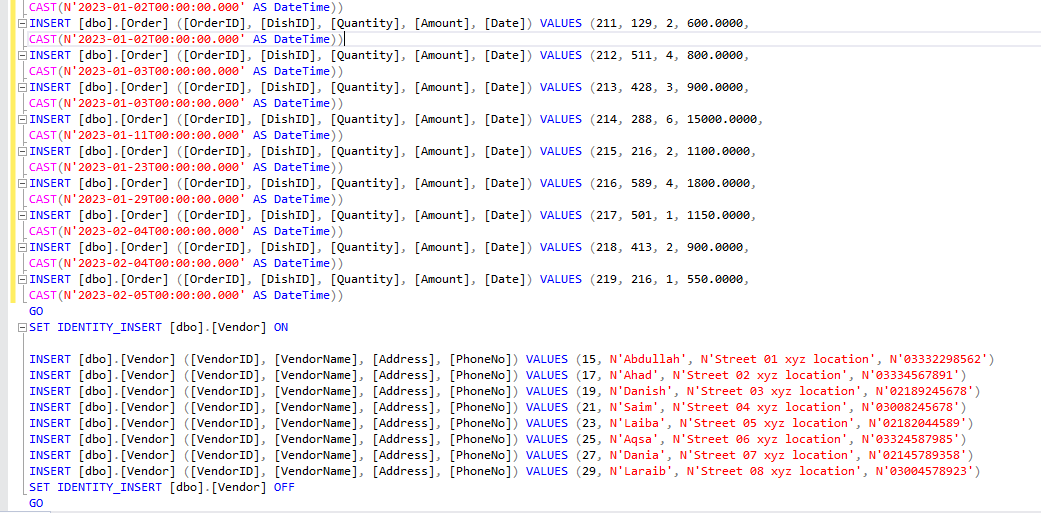 CAST(N'2023-01-02T00:00:00.000' AS DateTime))
INSERT [dbo].[Order] ([OrderID], [DishID], [Quantity], [Amount], [Date]) VALUES (211, 129, 2, 600.0000,
CAST(N'2023-01-02T00:00:00.000' AS DateTime))
INSERT [dbo].[Order] ([OrderID], [DishID], [Quantity], [Amount], [Date]) VALUES (212, 511, 4, 800.0000,
CAST(N'2023-01-03T00:00:00.000' AS DateTime))
INSERT [dbo].[Order] ([OrderID], [DishID], [Quantity], [Amount], [Date]) VALUES (213, 428, 3, 900.0000,
CAST(N'2023-01-03T00:00:00.000' AS DateTime))
INSERT [dbo].[Order] ([OrderID], [DishID], [Quantity], [Amount], [Date]) VALUES (214, 288, 6, 15000.0000,
CAST(N'2023-01-11T00:00:00.000' AS DateTime))
INSERT [dbo].[Order] ([OrderID], [DishID], [Quantity], [Amount], [Date]) VALUES (215, 216, 2, 1100.0000,
CAST(N'2023-01-23T00:00:00.000' AS DateTime))
INSERT [dbo].[Order] ([OrderID], [DishID], [Quantity], [Amount], [Date]) VALUES (216, 589, 4, 1800.0000,
CAST(N'2023-01-29T00:00:00.000' AS DateTime))
INSERT [dbo].[Order] ([OrderID], [DishID], [Quantity], [Amount], [Date]) VALUES (217, 501, 1, 1150.0000,
CAST(N'2023-02-04T00:00:00.000' AS DateTime))
INSERT [dbo].[Order] ([OrderID], [DishID], [Quantity], [Amount], [Date]) VALUES (218, 413, 2, 900.0000,
CAST(N'2023-02-04T00:00:00.000' AS DateTime))
INSERT [dbo].[Order] ([OrderID], [DishID], [Quantity], [Amount], [Date]) VALUES (219, 216, 1, 550.0000,
CAST(N'2023-02-05T00:00:00.000' AS DateTime))
GO
SET IDENTITY_INSERT [dbo].[Vendor] ON
INSERT [dbo].[Vendor] ([VendorID], [VendorName], [Address], [PhoneNo]) VALUES (15, N'Abdullah', N'Street 01 xyz location', N'03332298562')
INSERT [dbo].[Vendor] ([VendorID], [VendorName], [Address], [PhoneNo]) VALUES (17, N'Ahad', N'Street 02 xyz location', N'03334567891')
INSERT [dbo].[Vendor] ([VendorID], [VendorName], [Address], [PhoneNo]) VALUES (19, N'Danish', N'Street 03 xyz location', N'02189245678')
INSERT [dbo].[Vendor] ([VendorID], [VendorName], [Address], [PhoneNo]) VALUES (21, N'Saim', N'Street 04 xyz location', N'03008245678')
INSERT [dbo].[Vendor] ([VendorID], [VendorName], [Address], [PhoneNo]) VALUES (23, N'Laiba', N'Street 05 xyz location', N'02182044589')
INSERT [dbo].[Vendor] ([VendorID], [VendorName], [Address], [PhoneNo]) VALUES (25, N'Aqsa', N'Street 06 xyz location', N'03324587985')
INSERT [dbo].[Vendor] ([VendorID], [VendorName], [Address], [PhoneNo]) VALUES (27, N'Dania', N'Street 07 xyz location', N'02145789358')
INSERT [dbo].[Vendor] ([VendorID], [VendorName], [Address], [PhoneNo]) VALUES (29, N'Laraib', N'Street 08 xyz location', N'03004578923')
SET IDENTITY_INSERT [dbo].[Vendor] OFF
GO